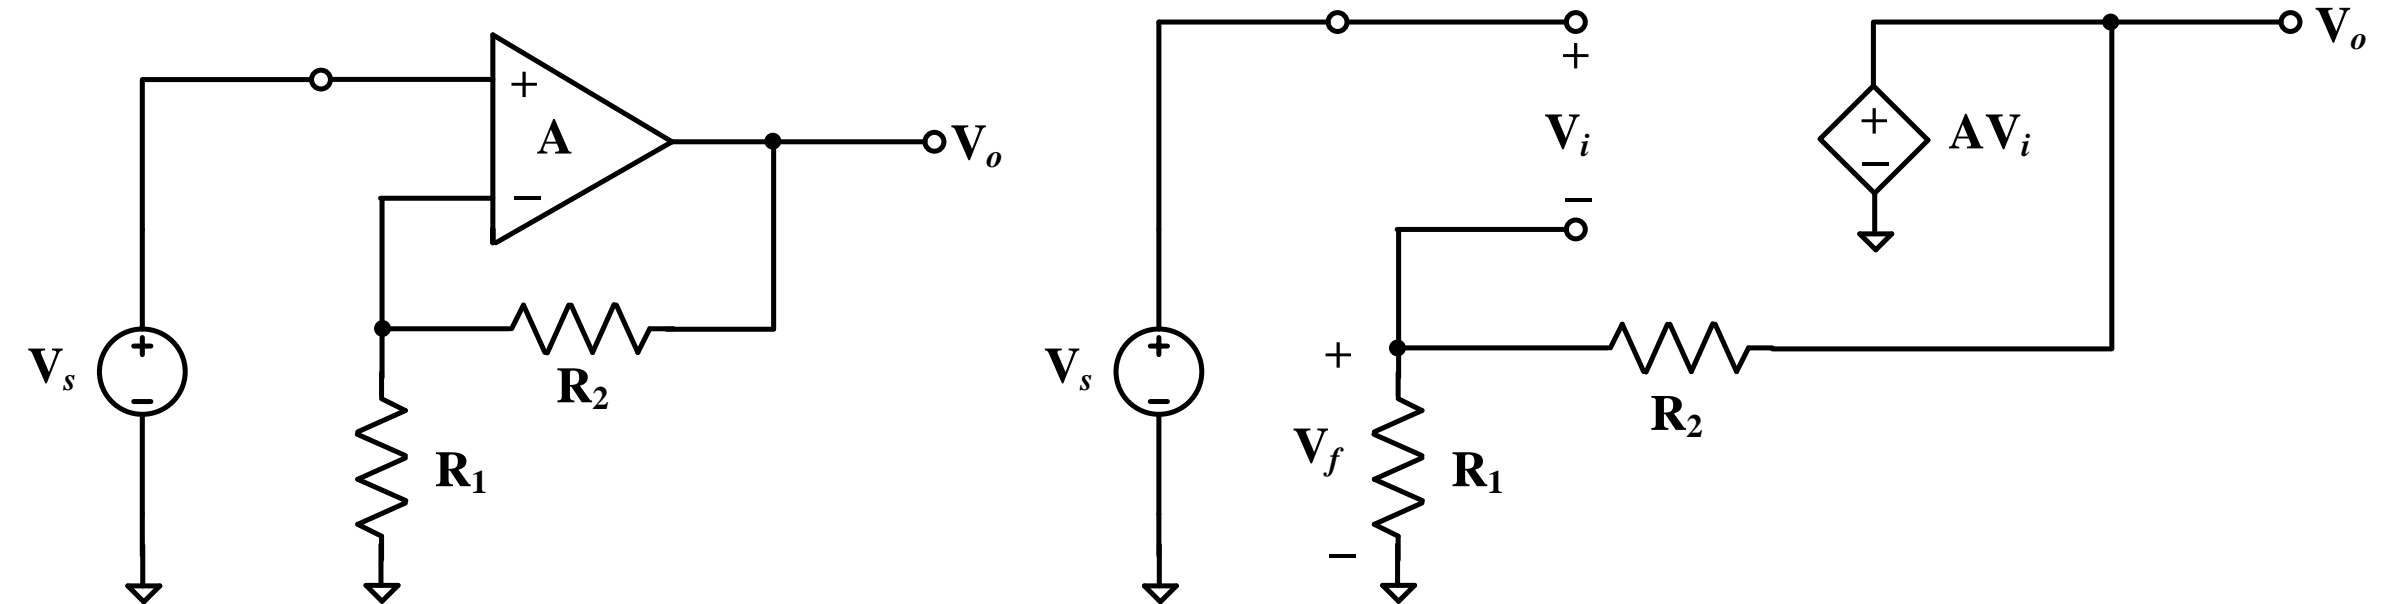 +
A
−
V_o
V_s
+
−
R_2
R_1
+
V_i
−
+
−
AV_i
V_o
V_s
+
−
+
V_f
−
R_1
R_2